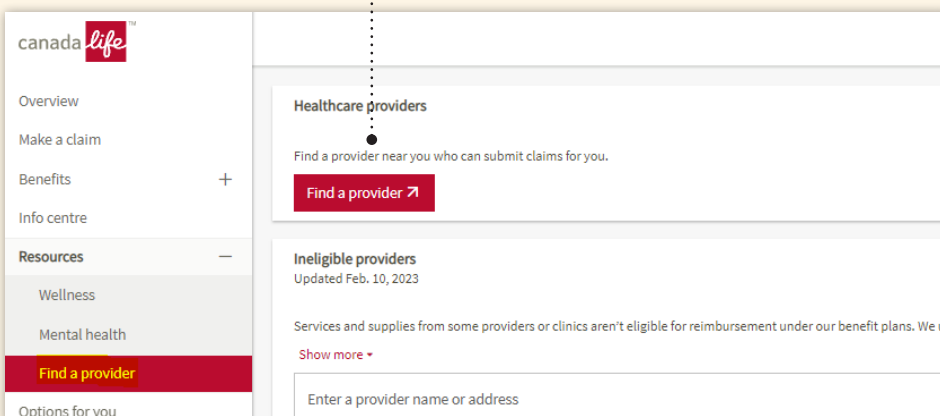 canada life™
Overview
Make a claim
Benefits +
Info centre
Resources —
Wellness
Mental health
Find a provider
Options for you
Healthcare providers
Find a provider near you who can submit claims for you.
Find a provider
Ineligible providers
Updated Feb. 10, 2023
Services and supplies from some providers or clinics aren't eligible for reimbursement under our benefit plans. We
Show more
Enter a provider name or address